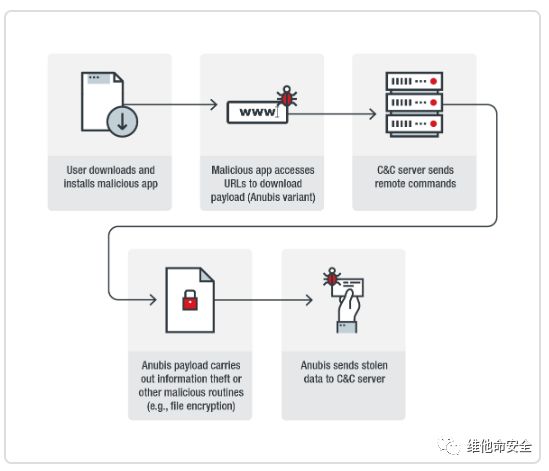 www
User downloads and
installs malicious app
Malicious app accesses
URLs to download
payload (Anubis variant)
C&C server sends
remote commands
Anubis payload carries
out information theft or
other malicious routines
(e.g., file encryption)
Anubis sends stolen
data to C&C server
维他命安全